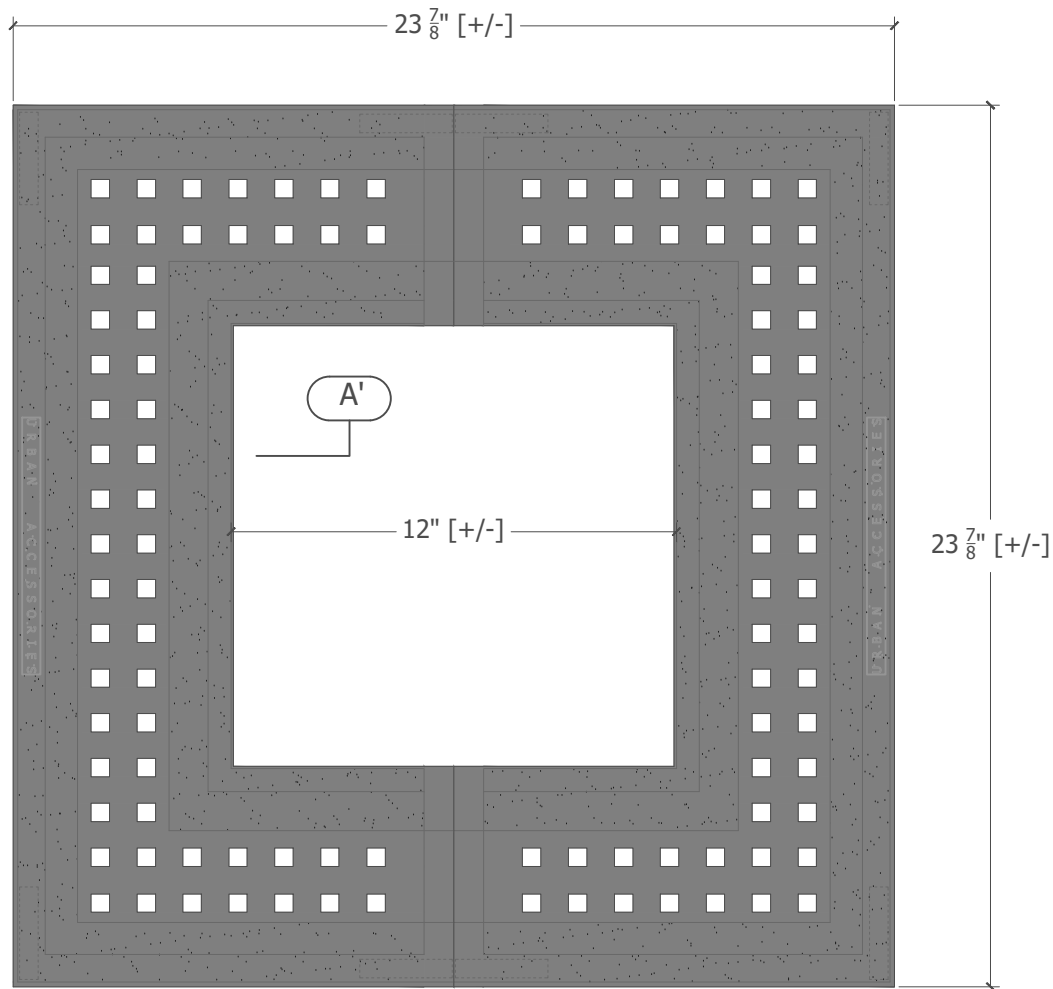 23 7/8" [+/-]
A'
12" [+/-]
23 7/8" [+/-]
URBAN ACCESSORIES
URBAN ACCESSORIES